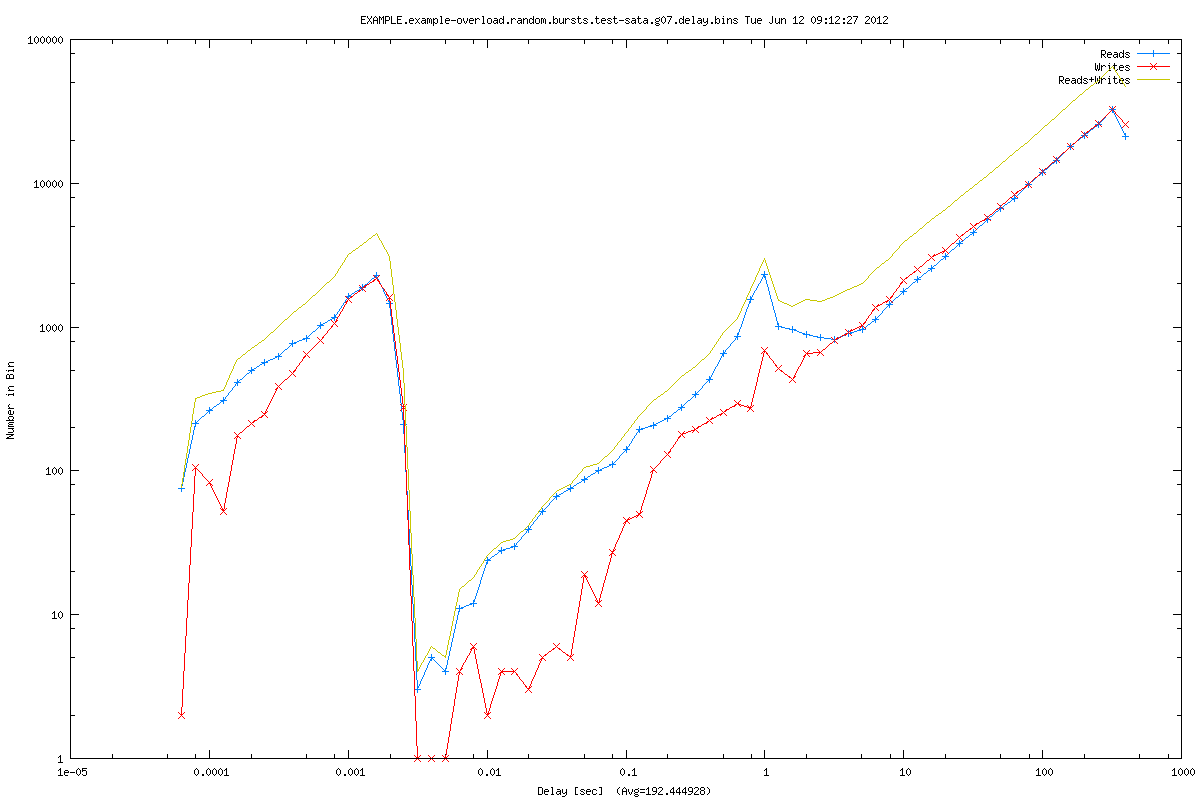 EXAMPLE.example-overload.random.bursts.test-sata.g07.delay.bins Tue Jun 12 09:12:27 2012
Reads
Writes
Reads+Writes
100000
10000
1000
100
10
1
Number in Bin
1e-05
0.0001
0.001
0.01
0.1
1
10
100
1000
Delay [sec] (Avg=192.444928)